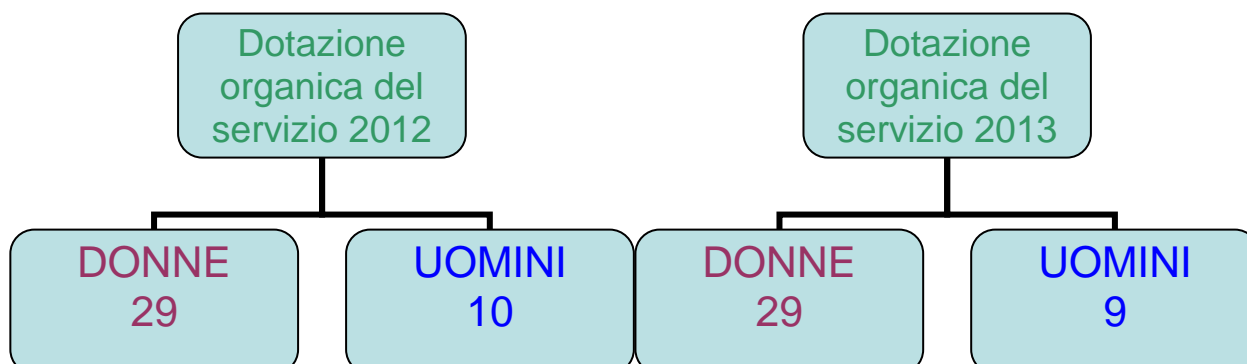 Dotazione
organica del
servizio 2012
DONNE
29
UOMINI
10
Dotazione
organica del
servizio 2013
DONNE
29
UOMINI
9